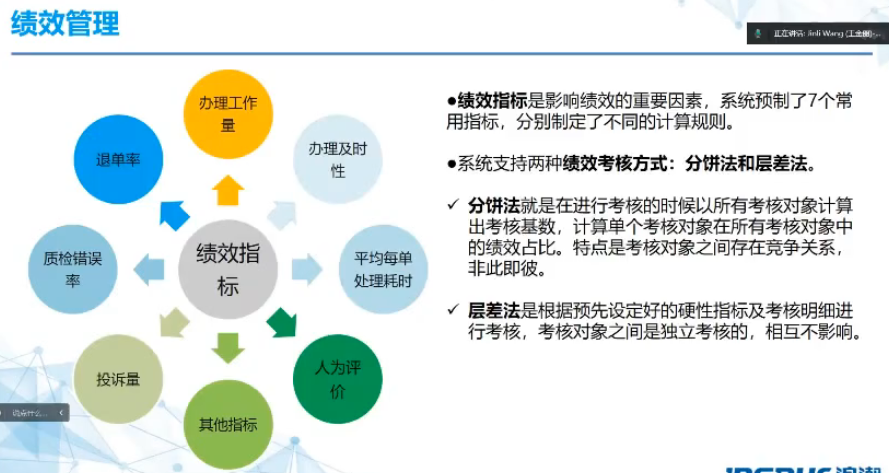 绩效管理
正在讲话: Jinli Wang (王金丽)...
办理工作
量
办理及时
性
平均每单
处理耗时
人为评
价
其他指标
投诉量
质检错误
率
退单率
绩效指
标
●绩效指标是影响绩效的重要因素，系统预制了7个常
用指标，分别制定了不同的计算规则。
●系统支持两种绩效考核方式：分饼法和层差法。
✓ 分饼法就是在进行考核的时候以所有考核对象计算
出考核基数，计算单个考核对象在所有考核对象中
的绩效占比。特点是考核对象之间存在竞争关系，
非此即彼。
✓ 层差法是根据预先设定好的硬性指标及考核明细进
行考核，考核对象之间是独立考核的，相互不影响。
说点什么...